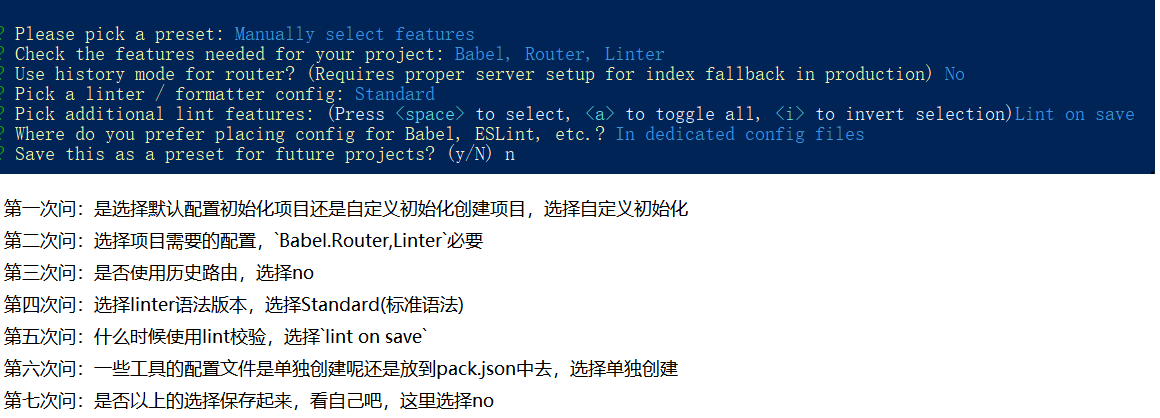 ? Please pick a preset: Manually select features
? Check the features needed for your project: Babel, Router, Linter
? Use history mode for router? (Requires proper server setup for index fallback in production) No
? Pick a linter / formatter config: Standard
? Pick additional lint features: (Press <space> to select, <a> to toggle all, <i> to invert selection)Lint on save
? Where do you prefer placing config for Babel, ESLint, etc.? In dedicated config files
? Save this as a preset for future projects? (y/N) n
第一次问：是选择默认配置初始化项目还是自定义初始化创建项目，选择自定义初始化
第二次问：选择项目需要的配置，`Babel.Router,Linter`必要
第三次问：是否使用历史路由，选择no
第四次问：选择linter语法版本，选择Standard(标准语法)
第五次问：什么时候使用lint校验，选择`lint on save`
第六次问：一些工具的配置文件是单独创建呢还是放到pack.json中去，选择单独创建
第七次问：是否以上的选择保存起来，看自己吧，这里选择no